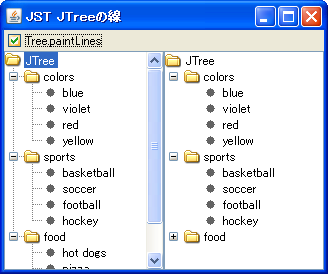 JST JTreeの線
Tree.paintLines
JTree
colors
blue
violet
red
yellow
sports
basketball
soccer
football
hockey
food
hot dogs
pizza
JTree
colors
blue
violet
red
yellow
sports
basketball
soccer
football
hockey
food